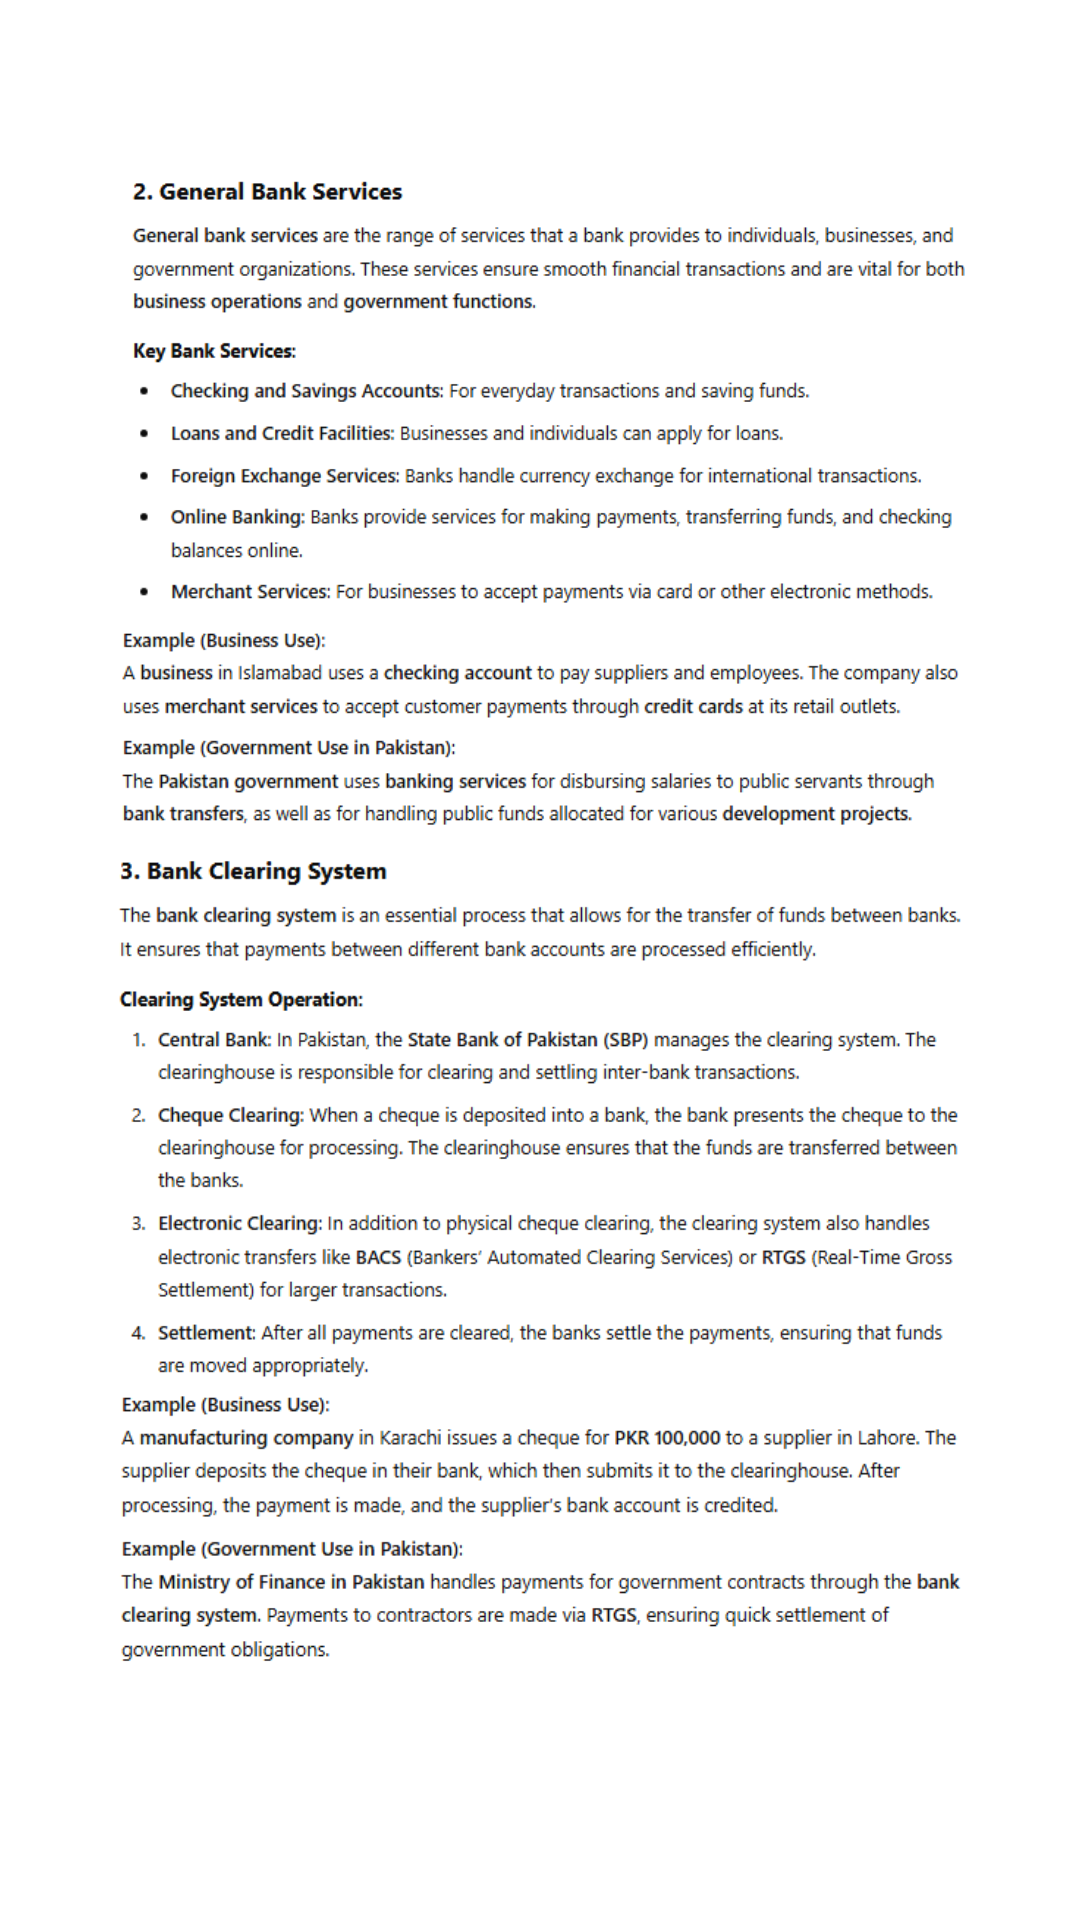 2. General Bank Services
General bank services are the range of services that a bank provides to individuals, businesses, and
government organizations. These services ensure smooth financial transactions and are vital for both
business operations and government functions.
Key Bank Services:
• Checking and Savings Accounts: For everyday transactions and saving funds.
• Loans and Credit Facilities: Businesses and individuals can apply for loans.
• Foreign Exchange Services: Banks handle currency exchange for international transactions.
• Online Banking: Banks provide services for making payments, transferring funds, and checking
balances online.
• Merchant Services: For businesses to accept payments via card or other electronic methods.
Example (Business Use):
A business in Islamabad uses a checking account to pay suppliers and employees. The company also
uses merchant services to accept customer payments through credit cards at its retail outlets.
Example (Government Use in Pakistan):
The Pakistan government uses banking services for disbursing salaries to public servants through
bank transfers, as well as for handling public funds allocated for various development projects.
3. Bank Clearing System
The bank clearing system is an essential process that allows for the transfer of funds between banks.
It ensures that payments between different bank accounts are processed efficiently.
Clearing System Operation:
1. Central Bank: In Pakistan, the State Bank of Pakistan (SBP) manages the clearing system. The
clearinghouse is responsible for clearing and settling inter-bank transactions.
2. Cheque Clearing: When a cheque is deposited into a bank, the bank presents the cheque to the
clearinghouse for processing. The clearinghouse ensures that the funds are transferred between
the banks.
3. Electronic Clearing: In addition to physical cheque clearing, the clearing system also handles
electronic transfers like BACS (Bankers' Automated Clearing Services) or RTGS (Real-Time Gross
Settlement) for larger transactions.
4. Settlement: After all payments are cleared, the banks settle the payments, ensuring that funds
are moved appropriately.
Example (Business Use):
A manufacturing company in Karachi issues a cheque for PKR 100,000 to a supplier in Lahore. The
supplier deposits the cheque in their bank, which then submits it to the clearinghouse. After
processing, the payment is made, and the supplier's bank account is credited.
Example (Government Use in Pakistan):
The Ministry of Finance in Pakistan handles payments for government contracts through the bank
clearing system. Payments to contractors are made via RTGS, ensuring quick settlement of
government obligations.